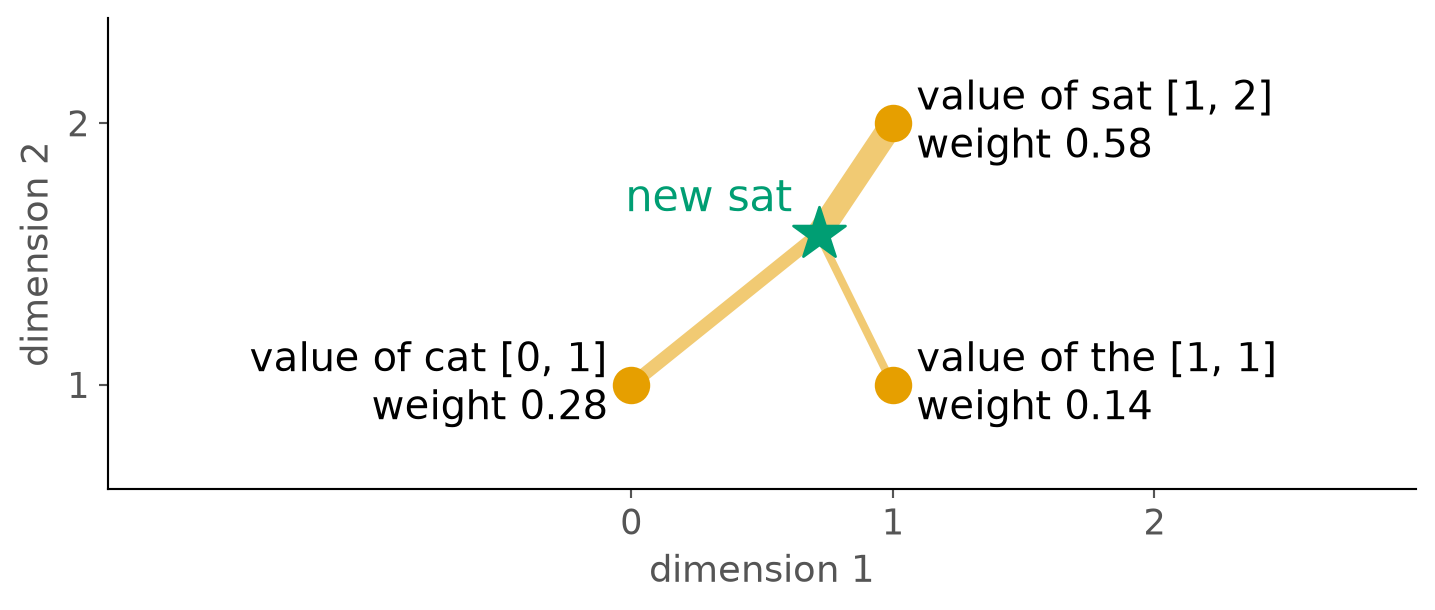 value of sat [1, 2]
weight 0.58
new sat
value of cat [0, 1]
weight 0.28
value of the [1, 1]
weight 0.14
dimension 2
2
1
0
1
2
dimension 1